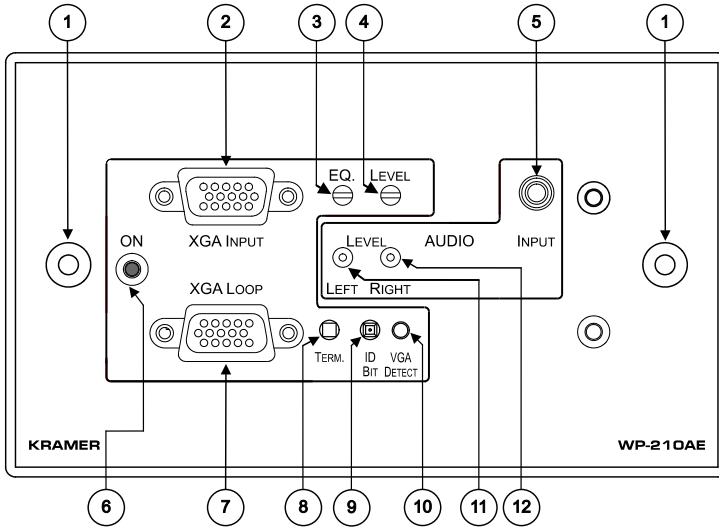 1 2 3 4 5 1
EQ. LEVEL
ON XGA INPUT LEVEL AUDIO INPUT
LEFT RIGHT
XGA LOOP
TERM. ID BIT VGA DETECT
KRAMER WP-210AE
6 7 8 9 10 11 12